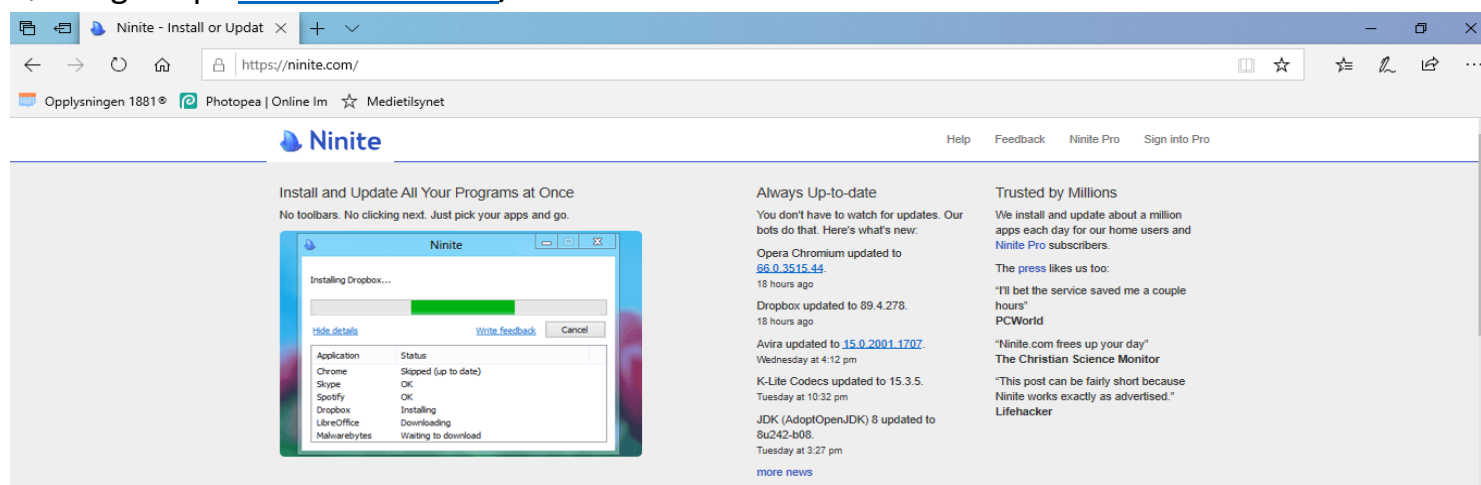 Ninite - Install or Updat
https://ninite.com/
Opplysningen 1881® Photopea | Online Im Medietilsynet
Ninite
Help Feedback Ninite Pro Sign into Pro
Install and Update All Your Programs at Once
No toolbars. No clicking next. Just pick your apps and go.
Ninite
Installing Dropbox...
Hide details Write feedback Cancel
Application Status
Chrome Skipped (up to date)
Skype OK
Spotify OK
Dropbox Installing
LibreOffice Downloading
Malwarebytes Waiting to download
Always Up-to-date
You don't have to watch for updates. Our
bots do that. Here's what's new:
Opera Chromium updated to
66.0.3515.44.
18 hours ago
Dropbox updated to 89.4.278.
18 hours ago
Avira updated to 15.0.2001.1707.
Wednesday at 4:12 pm
K-Lite Codecs updated to 15.3.5.
Tuesday at 10:32 pm
JDK (AdoptOpenJDK) 8 updated to
8u242-b08.
Tuesday at 3:27 pm
more news
Trusted by Millions
We install and update about a million
apps each day for our home users and
Ninite Pro subscribers.
The press likes us too:
"I'll bet the service saved me a couple
hours"
PCWorld
"Ninite.com frees up your day"
The Christian Science Monitor
"This post can be fairly short because
Ninite works exactly as advertised."
Lifehacker